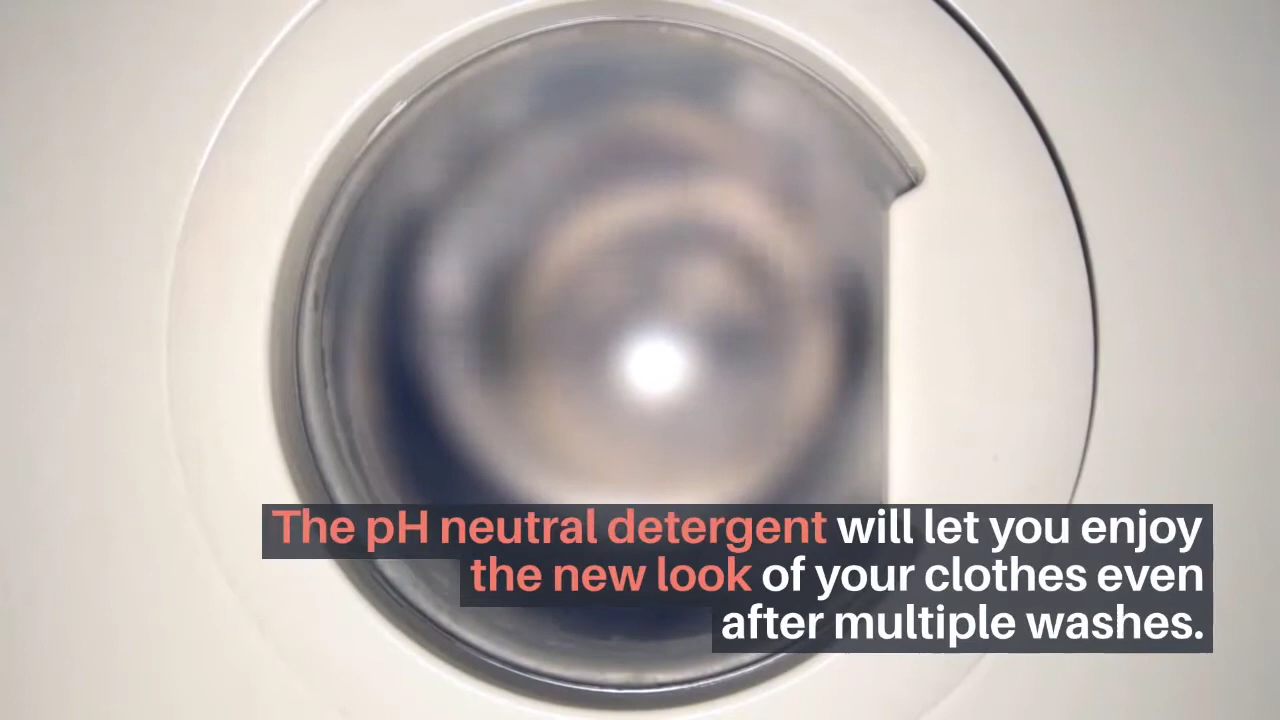 The pH neutral detergent will let you enjoy
the new look of your clothes even
after multiple washes.